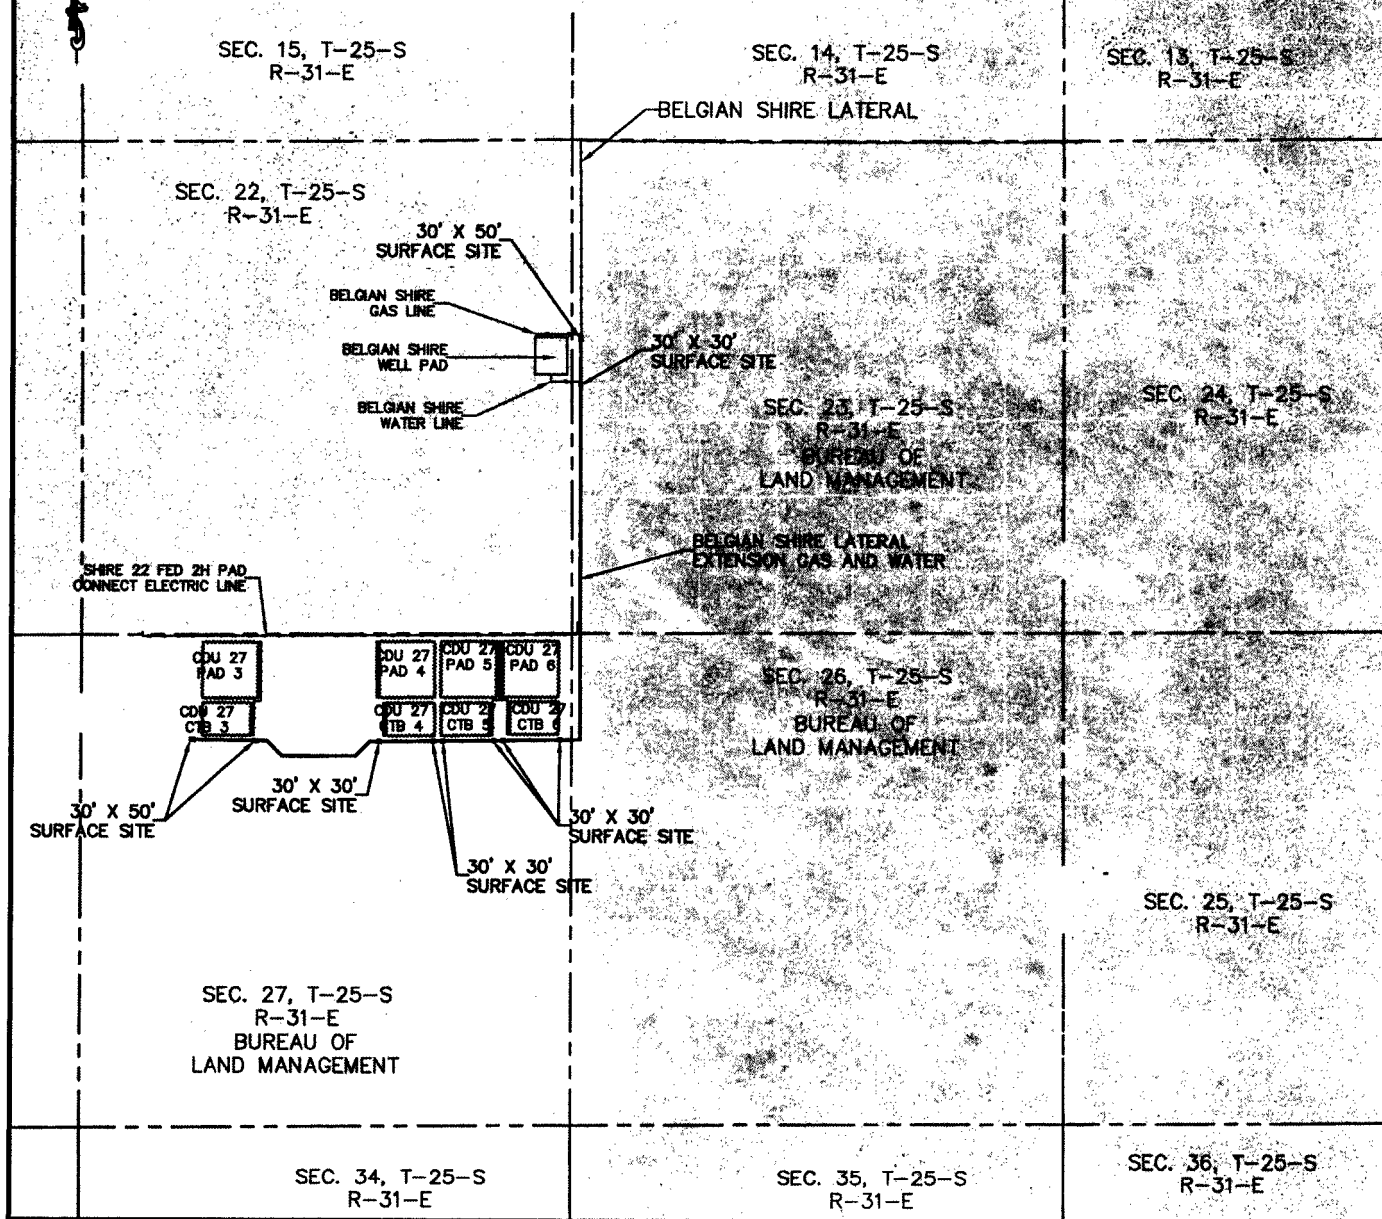 SEC. 15, T-25-S
R-31-E
SEC. 14, T-25-S
R-31-E
SEC. 13, T-25-S
R-31-E
BELGIAN SHIRE LATERAL
SEC. 22, T-25-S
R-31-E
30' X 50'
SURFACE SITE
BELGIAN SHIRE
GAS LINE
BELGIAN SHIRE
WELL PAD
BELGIAN SHIRE
WATER LINE
30' X 30'
SURFACE SITE
SEC. 23, T-25-S
R-31-E
BUREAU OF
LAND MANAGEMENT
SEC. 24, T-25-S
R-31-E
BELGIAN SHIRE LATERAL
EXTENSION GAS AND WATER
SHIRE 22 FED 2H PAD
CONNECT ELECTRIC LINE
CDU 27
PAD 3
CDU 27
PAD 4
CDU 27
PAD 5
CDU 27
PAD 6
CDU 27
CTB 3
CDU 27
CTB 4
CDU 27
CTB 5
CDU 27
CTB 6
SEC. 26, T-25-S
R-31-E
BUREAU OF
LAND MANAGEMENT
30' X 50'
SURFACE SITE
30' X 30'
SURFACE SITE
30' X 30'
SURFACE SITE
30' X 30'
SURFACE SITE
SEC. 25, T-25-S
R-31-E
SEC. 27, T-25-S
R-31-E
BUREAU OF
LAND MANAGEMENT
SEC. 34, T-25-S
R-31-E
SEC. 35, T-25-S
R-31-E
SEC. 36, T-25-S
R-31-E